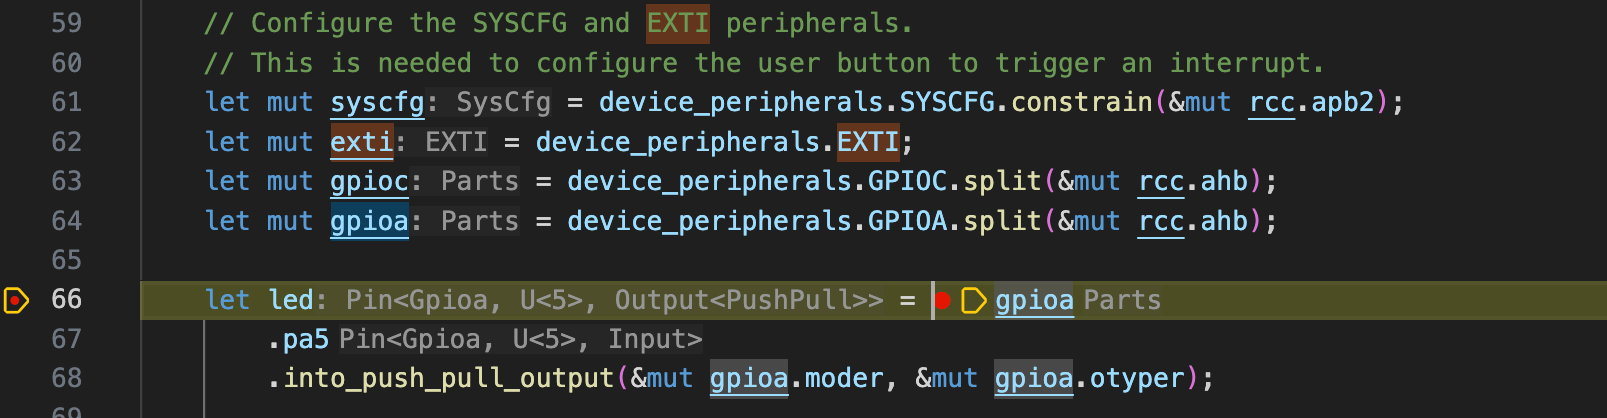 59 // Configure the SYSCFG and EXTI peripherals.
60 // This is needed to configure the user button to trigger an interrupt.
61 let mut syscfg: SysCfg = device_peripherals.SYSCFG.constrain(&mut rcc.apb2);
62 let mut exti: EXTI = device_peripherals.EXTI;
63 let mut gpioc: Parts = device_peripherals.GPIOC.split(&mut rcc.ahb);
64 let mut gpioa: Parts = device_peripherals.GPIOA.split(&mut rcc.ahb);
65
66 let led: Pin<Gpioa, U<5>, Output<PushPull>> = gpioa Parts
67 .pa5 Pin<Gpioa, U<5>, Input>
68 .into_push_pull_output(&mut gpioa.moder, &mut gpioa.otyper);
69